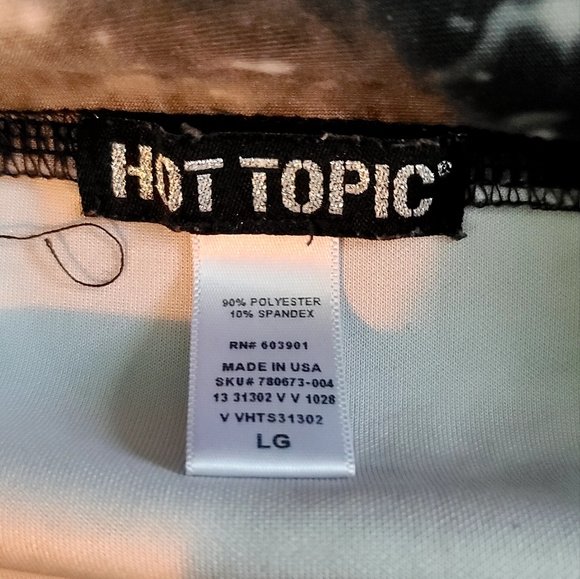 HOT TOPIC®
90% POLYESTER
10% SPANDEX
RN# 603901
MADE IN USA
SKU# 780673-004
13 31302 V V 1028
V VHTS31302
LG